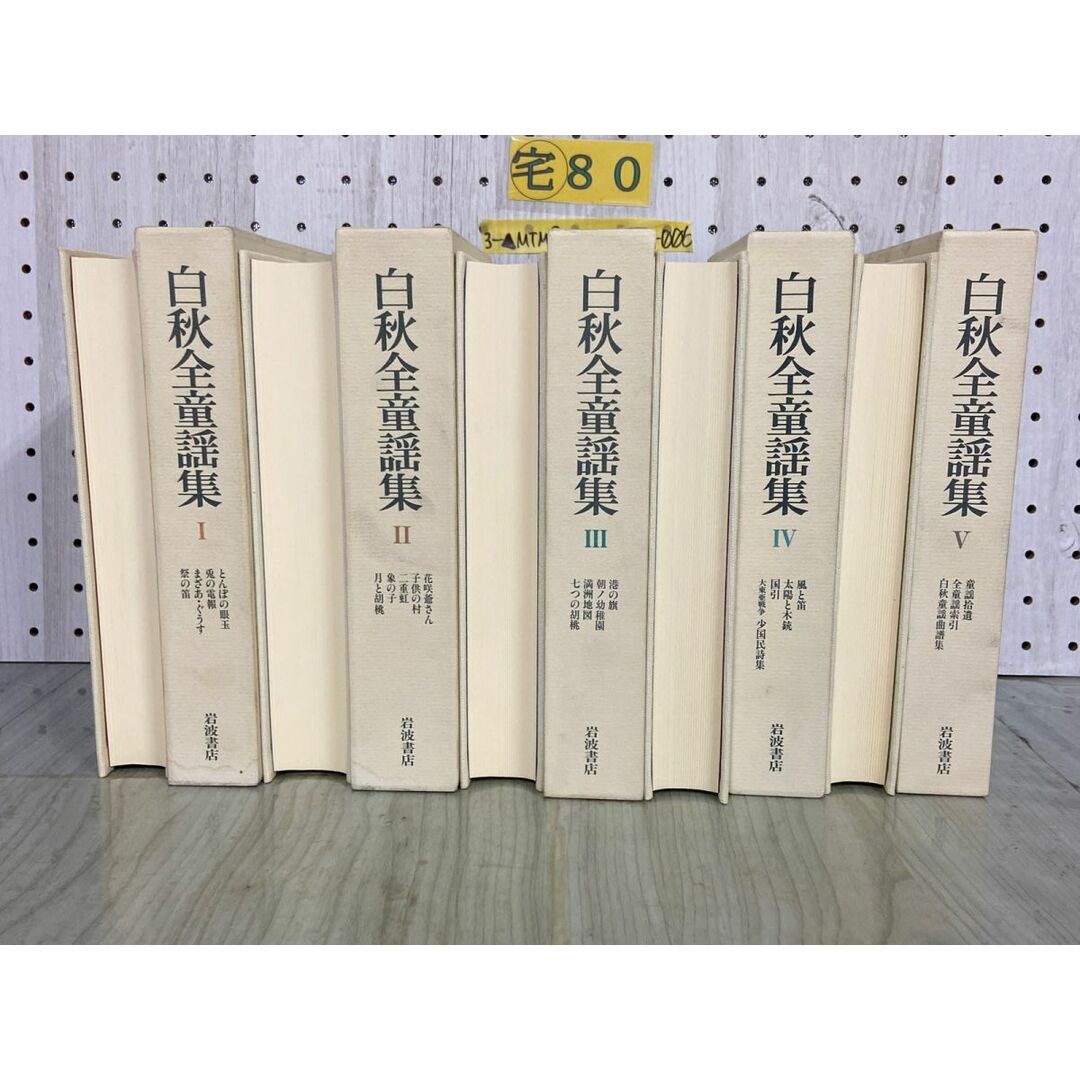 宅80
3-▲MTM
-006
白秋全童謡集
I
とんぼの眼玉
兎の電報
まざあ・ぐうす
祭の笛
岩波書店
白秋全童謡集
II
花咲爺さん
子供の村
二重虹
象の子
月と胡桃
岩波書店
白秋全童謡集
III
港の旗
朝ノ幼稚園
満洲地図
七つの胡桃
岩波書店
白秋全童謡集
IV
風と笛
太陽と木銃
国引
大東亜戦争 少国民詩集
岩波書店
白秋全童謡集
V
童謡拾遺
全童謡索引
白秋童謡曲譜集
岩波書店